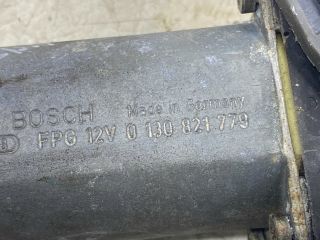 BOSCH Made in Germany
FPG 12V 0 130 821 779